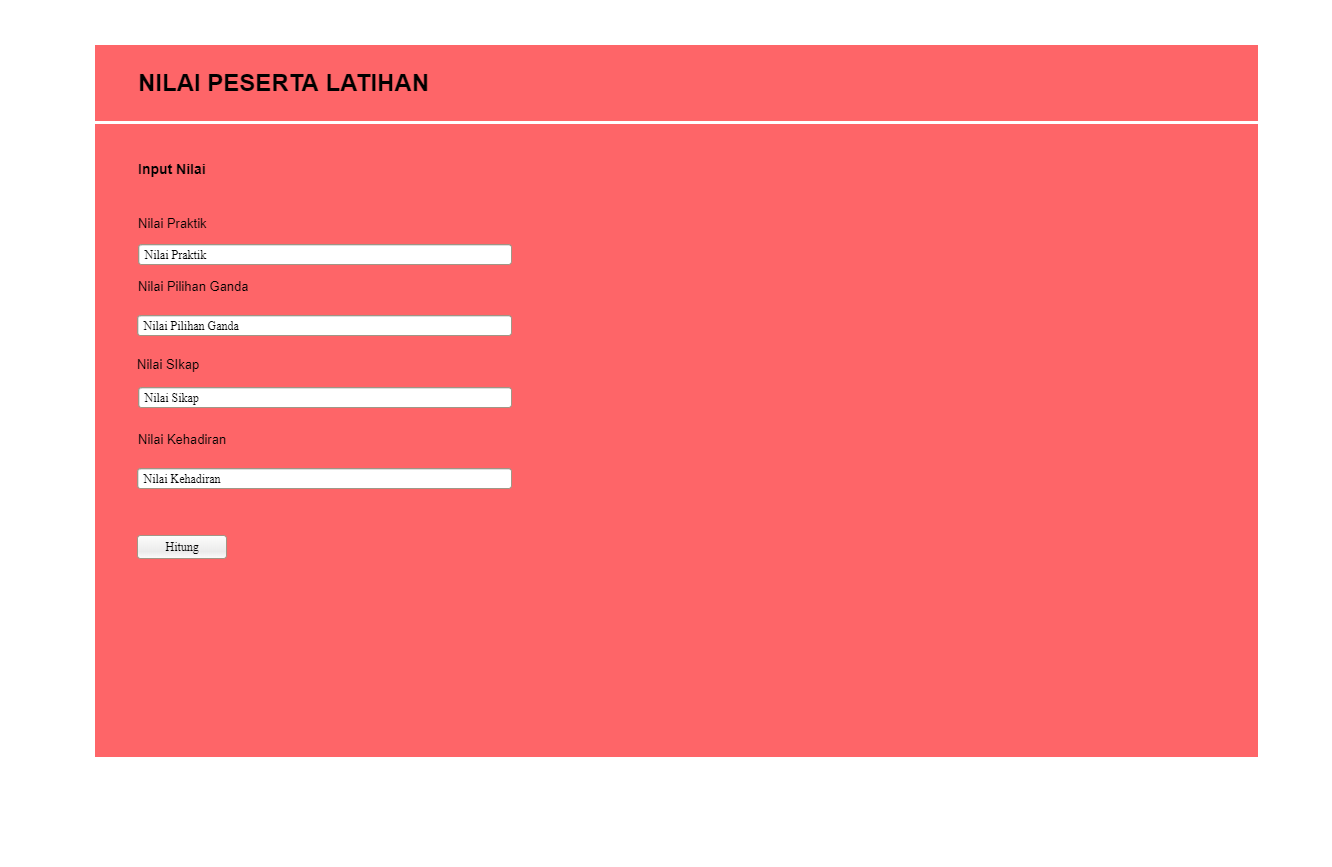 NILAI PESERTA LATIHAN
Input Nilai
Nilai Praktik
Nilai Praktik
Nilai Pilihan Ganda
Nilai Pilihan Ganda
Nilai SIkap
Nilai Sikap
Nilai Kehadiran
Nilai Kehadiran
Hitung